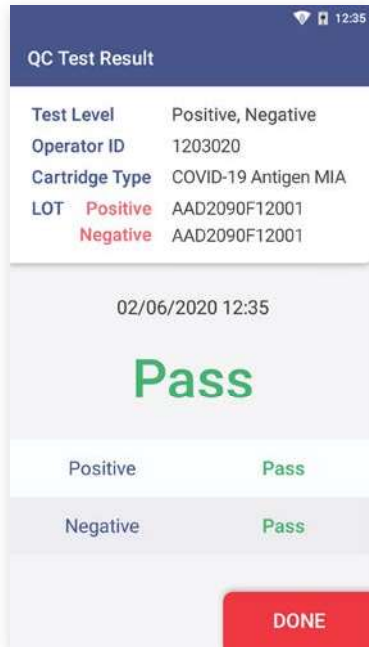 12:35
QC Test Result
Test Level Positive, Negative
Operator ID 1203020
Cartridge Type COVID-19 Antigen MIA
LOT Positive AAD2090F12001
Negative AAD2090F12001
02/06/2020 12:35
Pass
Positive Pass
Negative Pass
DONE